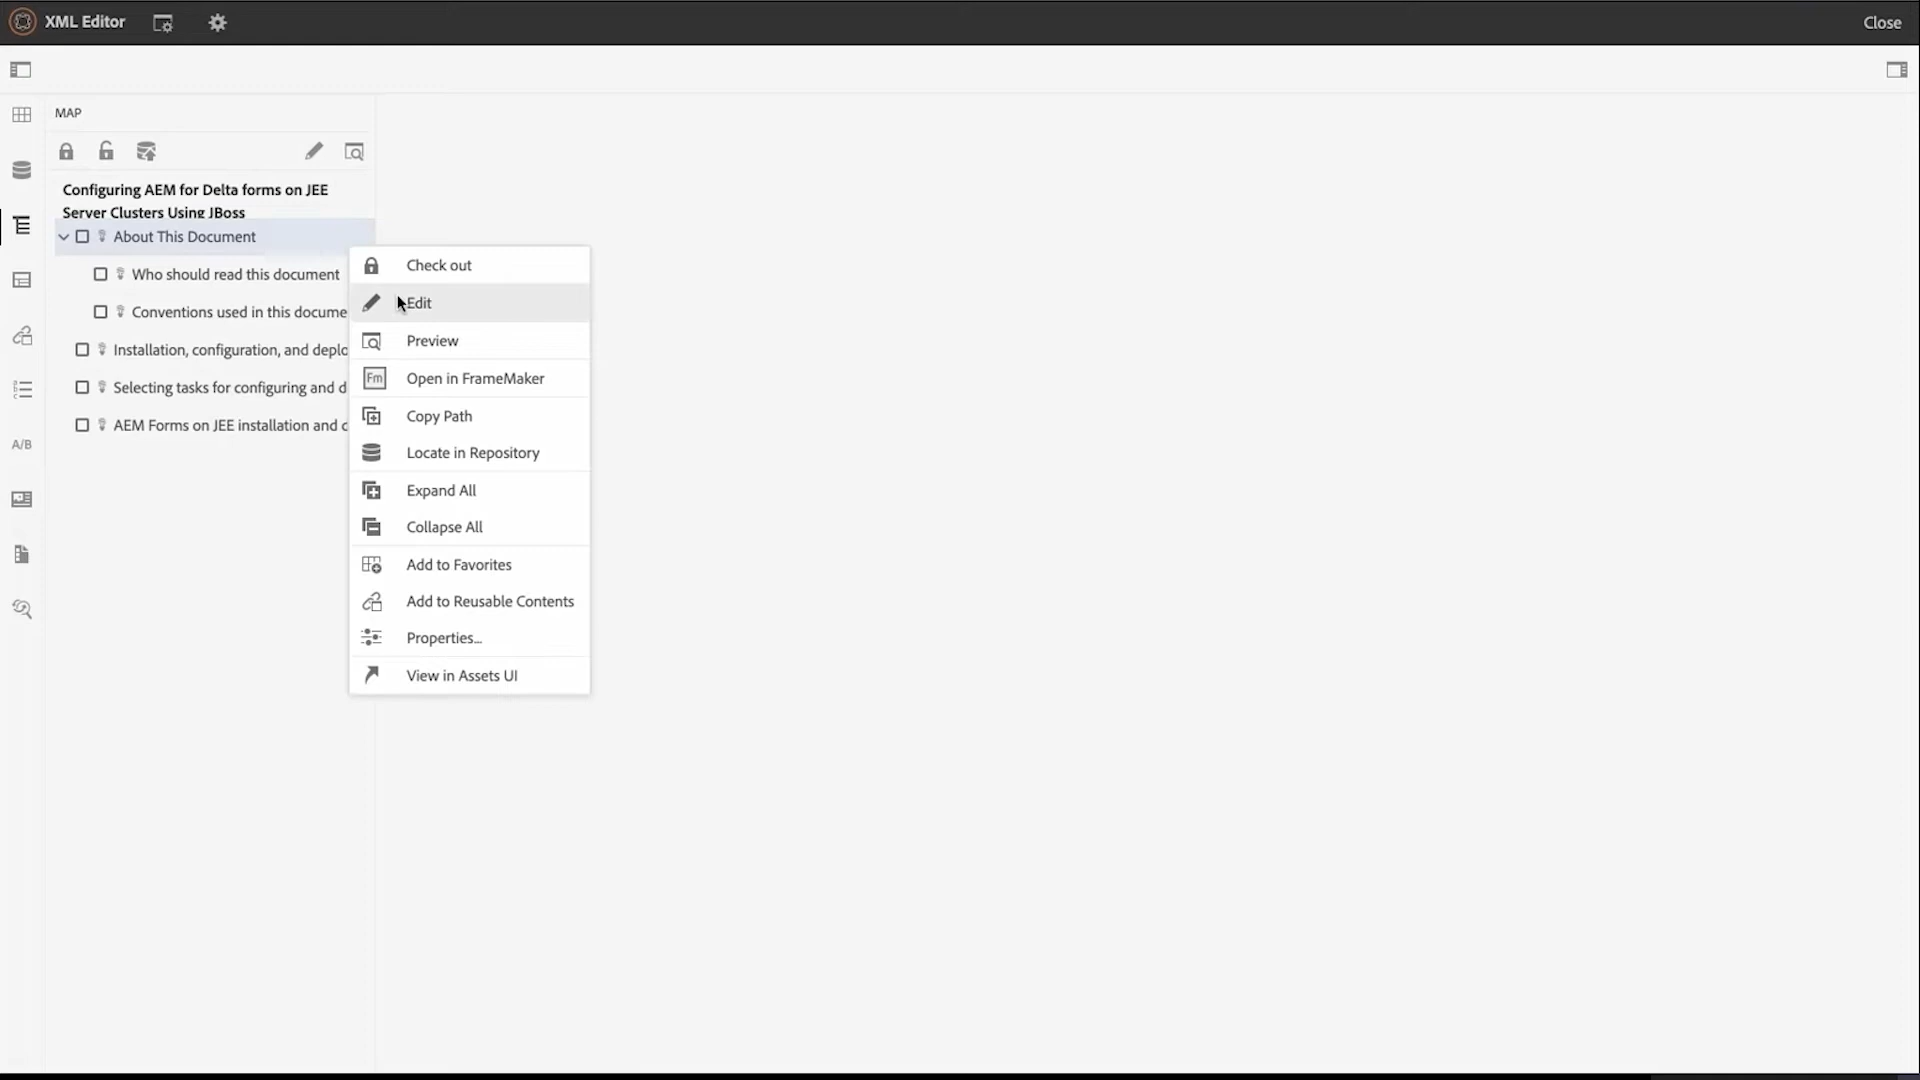 XML Editor
Close
MAP
Configuring AEM for Delta forms on JEE
Server Clusters Using JBoss
About This Document
Who should read this document
Conventions used in this docume
Installation, configuration, and deplo
Selecting tasks for configuring and d
AEM Forms on JEE installation and c
A/B
Check out
Edit
Preview
Fm Open in FrameMaker
Copy Path
Locate in Repository
Expand All
Collapse All
Add to Favorites
Add to Reusable Contents
Properties...
View in Assets UI